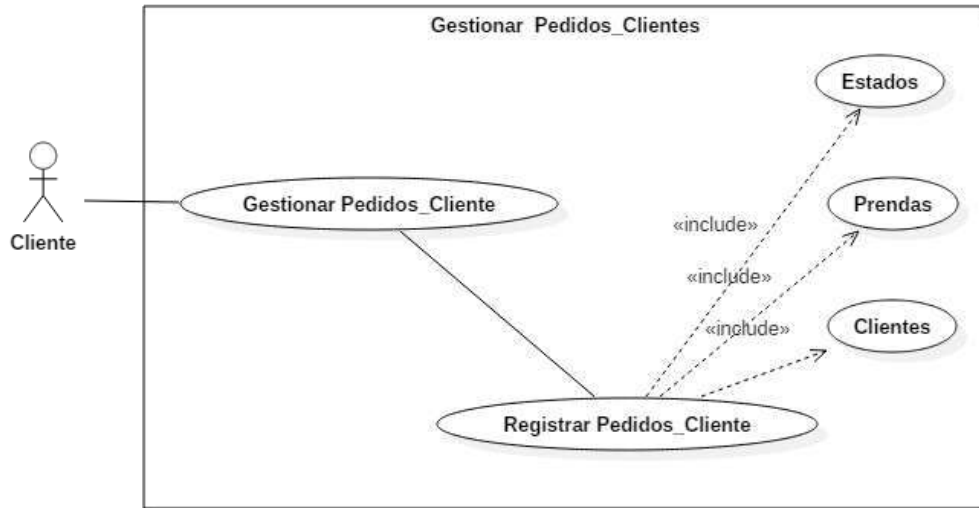 Gestionar Pedidos_Clientes
Estados
Cliente
Gestionar Pedidos_Cliente
Prendas
«include»
«include»
«include»
Clientes
Registrar Pedidos_Cliente